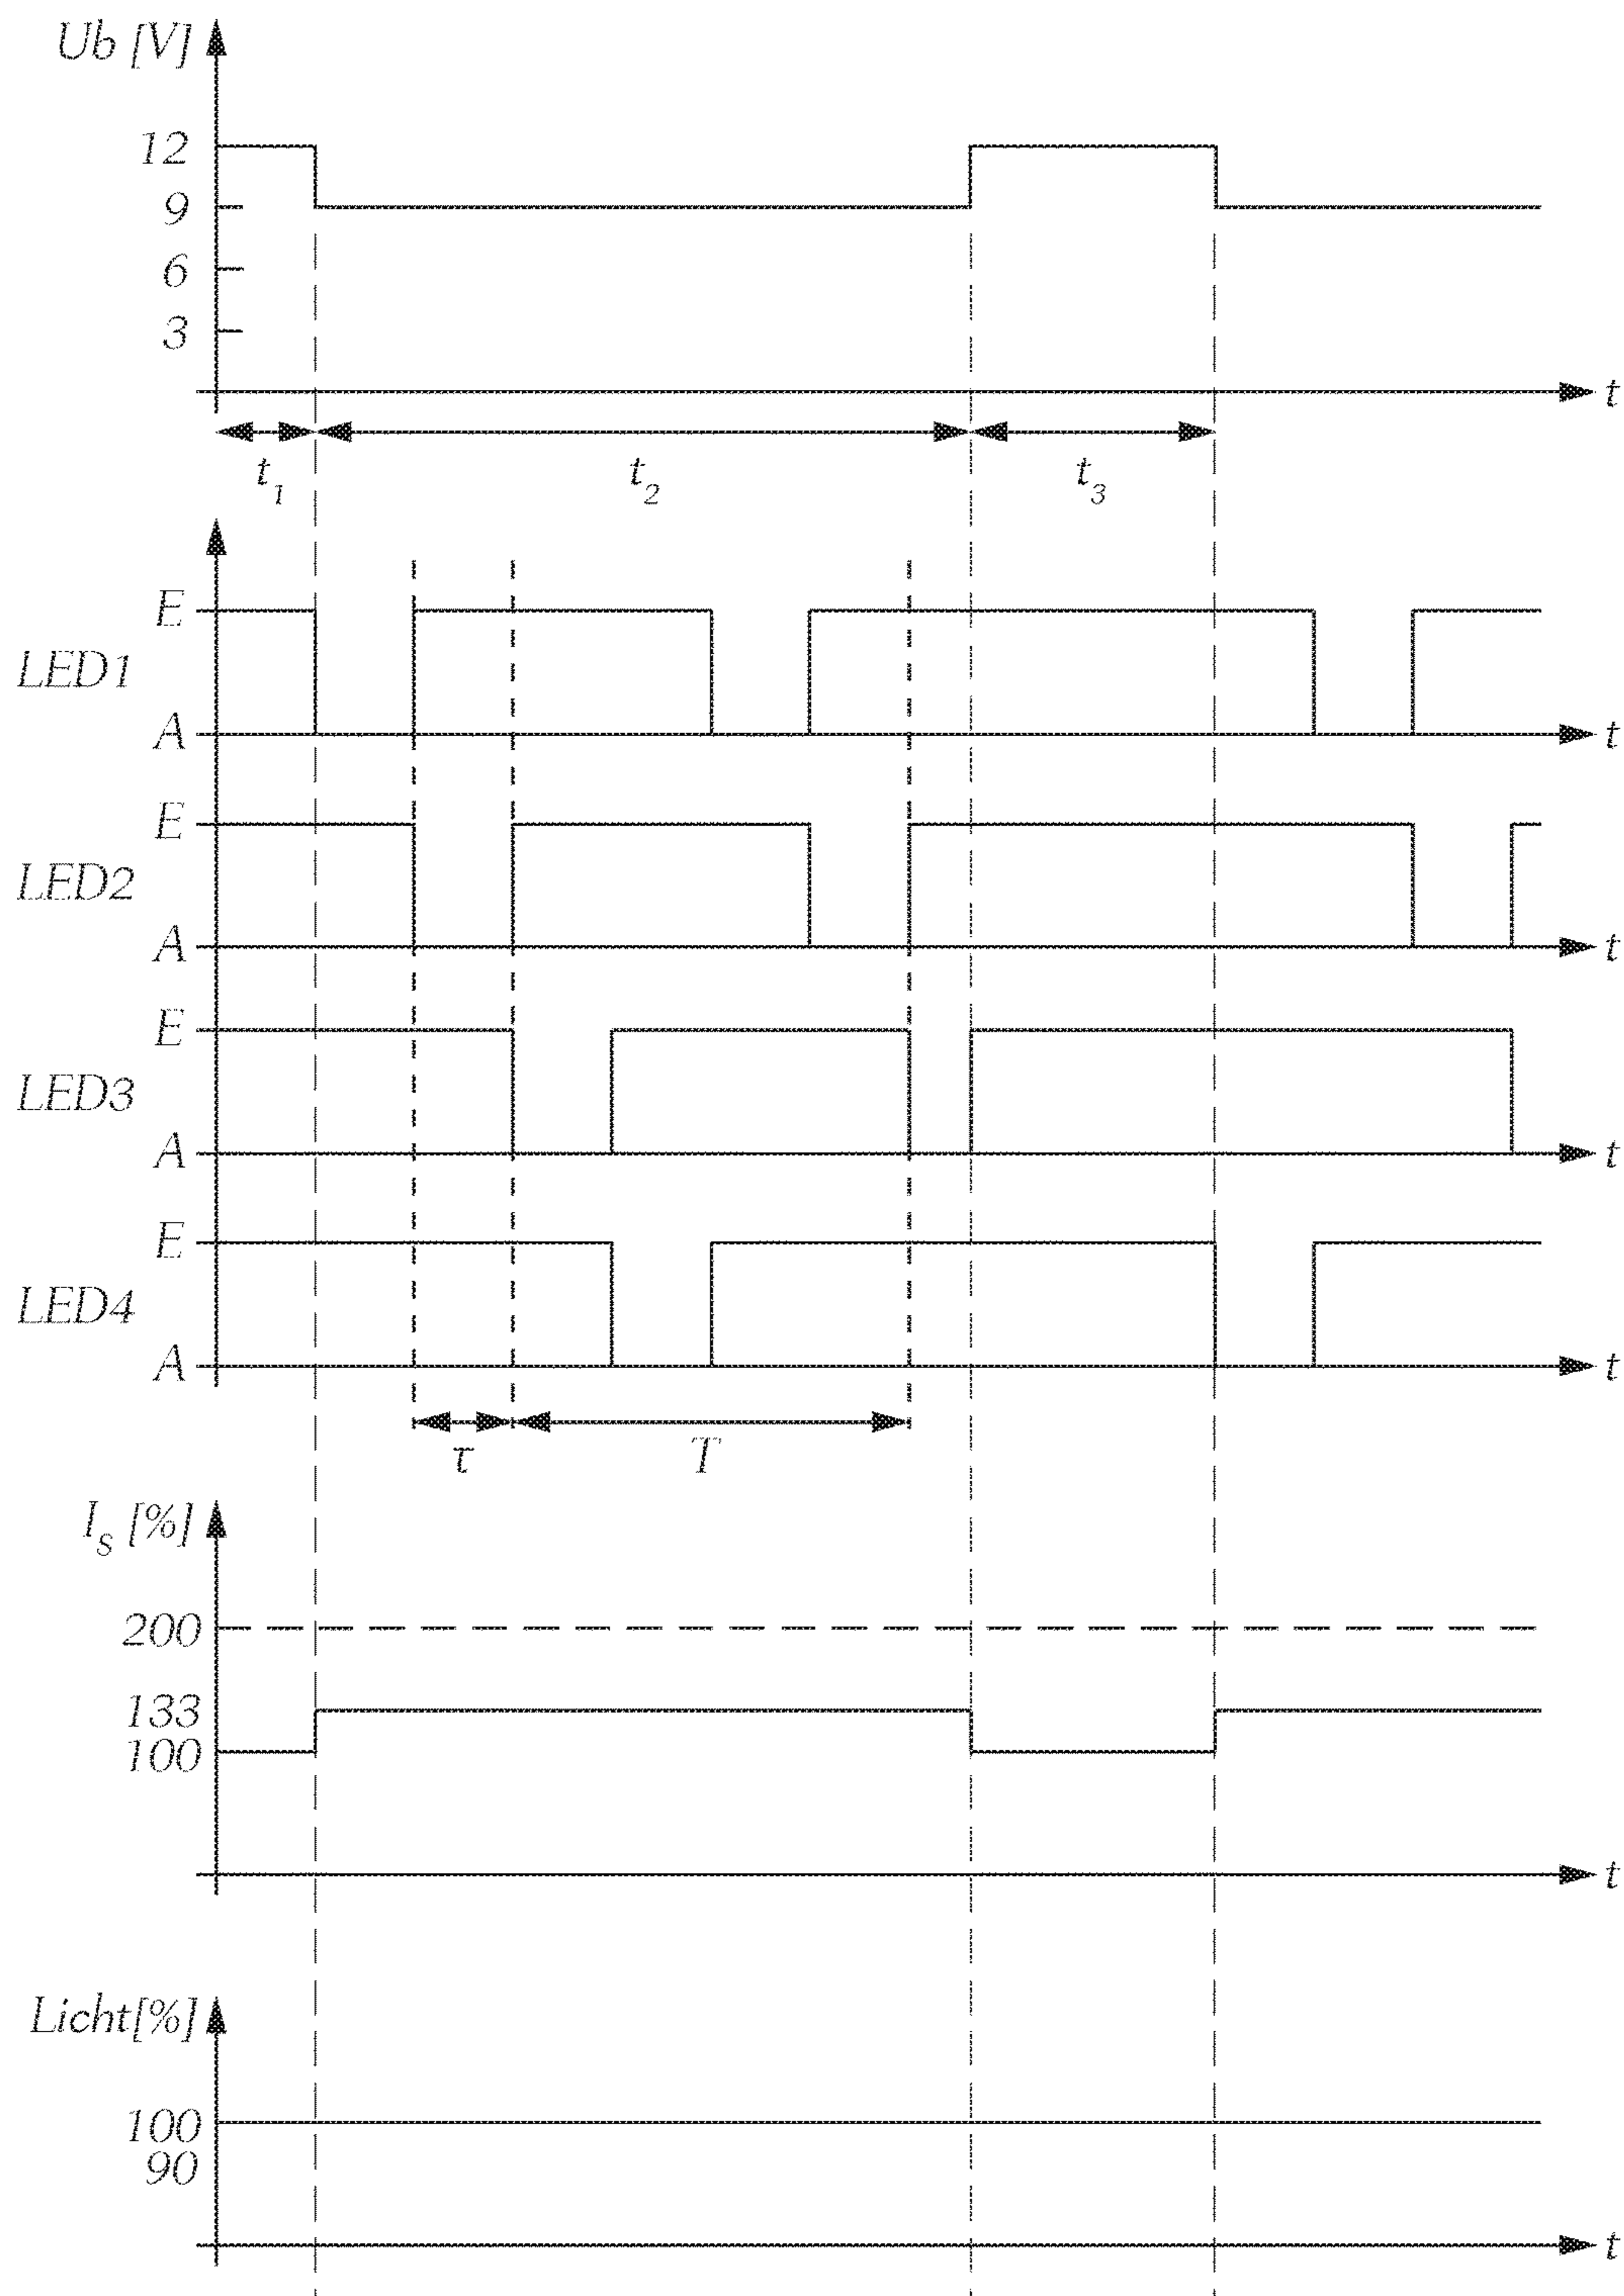 Ub [V]
12
9
6
3
t
t1 t2 t3
E
LED1
A t
E
LED2
A t
E
LED3
A t
E
LED4
A t
τ T
Is [%]
200
133
100
t
Licht[%]
100
90
t